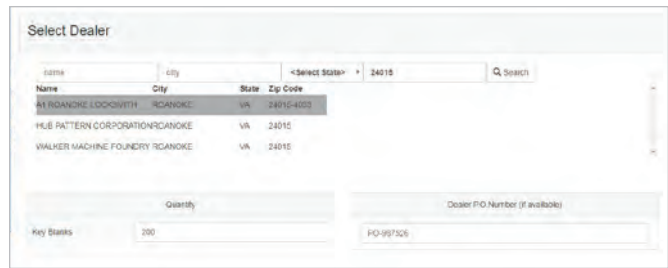 Select Dealer
name city <Select State> 24015 Search
Name City State Zip Code
A1 ROANOKE LOCKSMITH ROANOKE VA 24015-4003
HUB PATTERN CORPORATION ROANOKE VA 24015
WALKER MACHINE FOUNDRY ROANOKE VA 24015
Quantity Dealer P.O. Number (if available)
Key Blanks 200 PO-987526